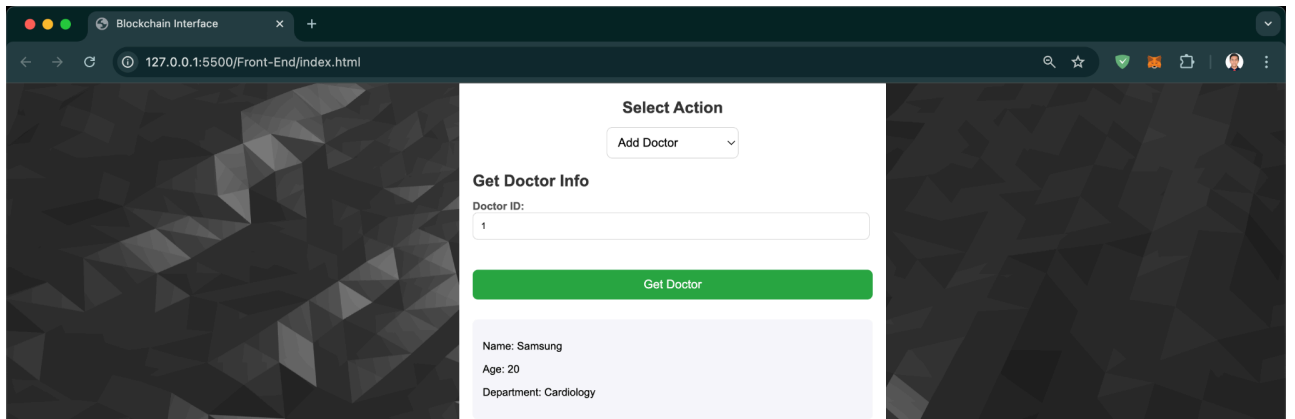 Blockchain Interface
127.0.0.1:5500/Front-End/index.html
Select Action
Add Doctor
Get Doctor Info
Doctor ID:
1
Get Doctor
Name: Samsung
Age: 20
Department: Cardiology